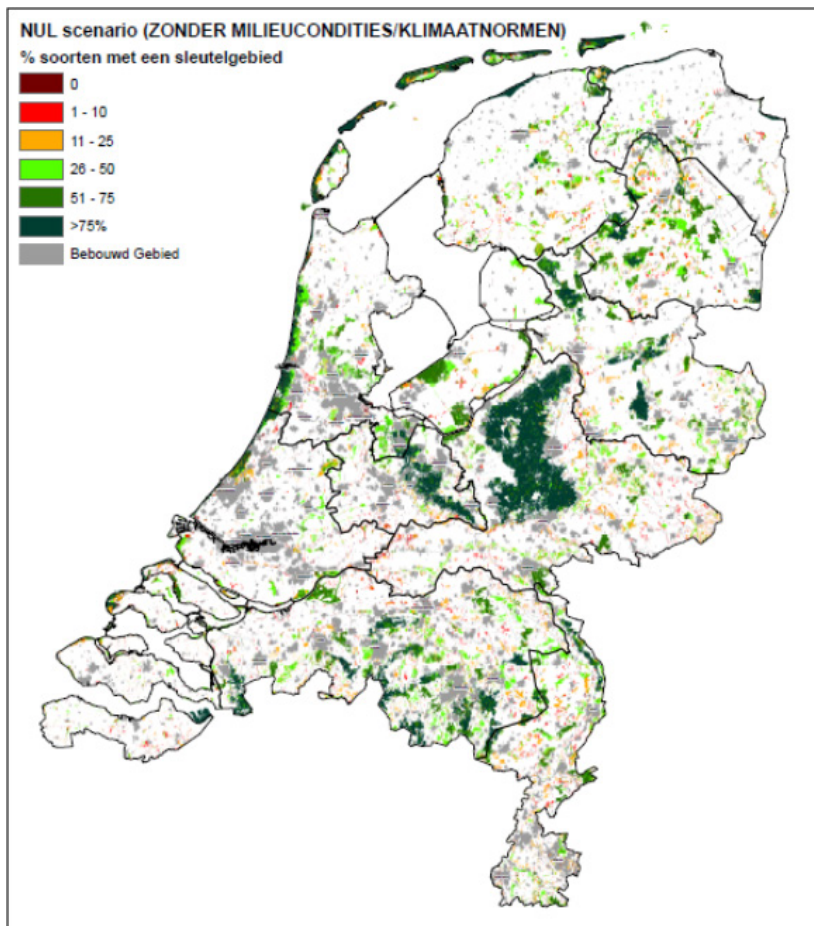 NUL scenario (ZONDER MILIEUCONDITIES/KLIMAATNORMEN)
% soorten met een sleutelgebied
0
1 - 10
11 - 25
26 - 50
51 - 75
>75%
Bebouwd Gebied